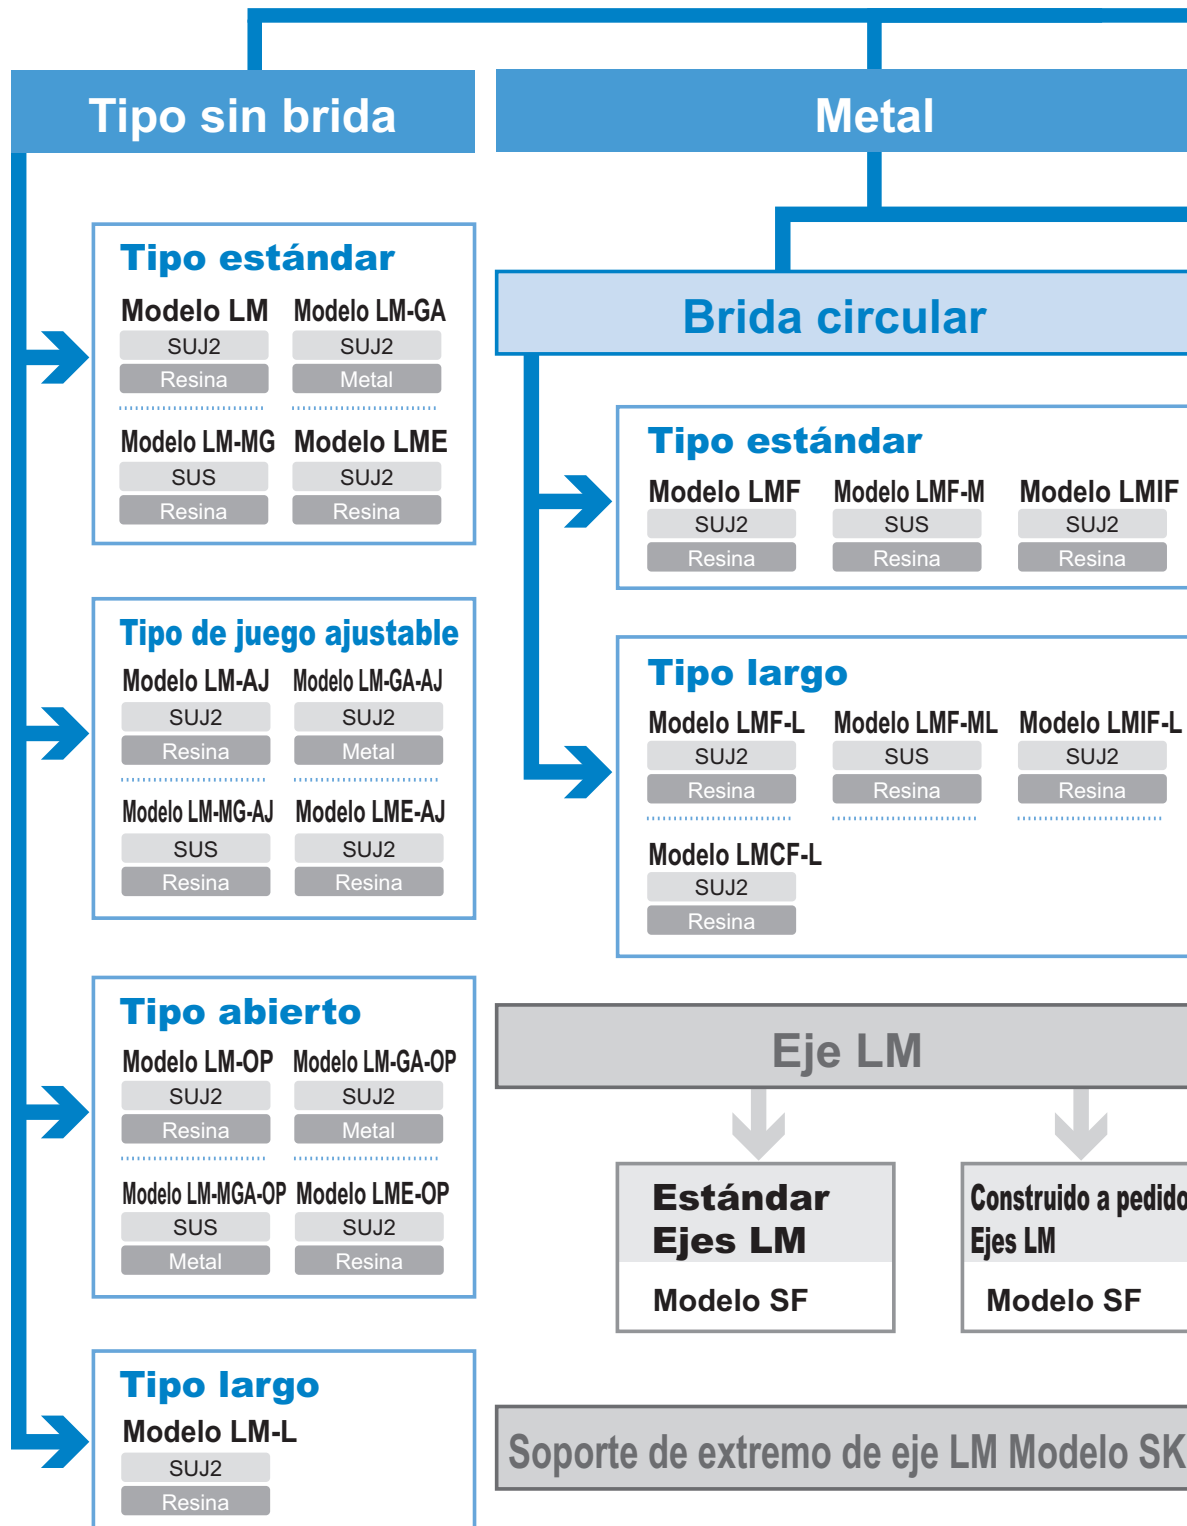 Tipo sin brida
Metal
Tipo estándar
Modelo LM Modelo LM-GA
SUJ2 SUJ2
Resina Metal
Modelo LM-MG Modelo LME
SUS SUJ2
Resina Resina
Tipo de juego ajustable
Modelo LM-AJ Modelo LM-GA-AJ
SUJ2 SUJ2
Resina Metal
Modelo LM-MG-AJ Modelo LME-AJ
SUS SUJ2
Resina Resina
Tipo abierto
Modelo LM-OP Modelo LM-GA-OP
SUJ2 SUJ2
Resina Metal
Modelo LM-MGA-OP Modelo LME-OP
SUS SUJ2
Metal Resina
Tipo largo
Modelo LM-L
SUJ2
Resina
Brida circular
Tipo estándar
Modelo LMF Modelo LMF-M Modelo LMIF
SUJ2 SUS SUJ2
Resina Resina Resina
Tipo largo
Modelo LMF-L Modelo LMF-ML Modelo LMIF-L
SUJ2 SUS SUJ2
Resina Resina Resina
Modelo LMCF-L
SUJ2
Resina
Eje LM
Estándar
Ejes LM
Modelo SF
Construido a pedido
Ejes LM
Modelo SF
Soporte de extremo de eje LM Modelo SK